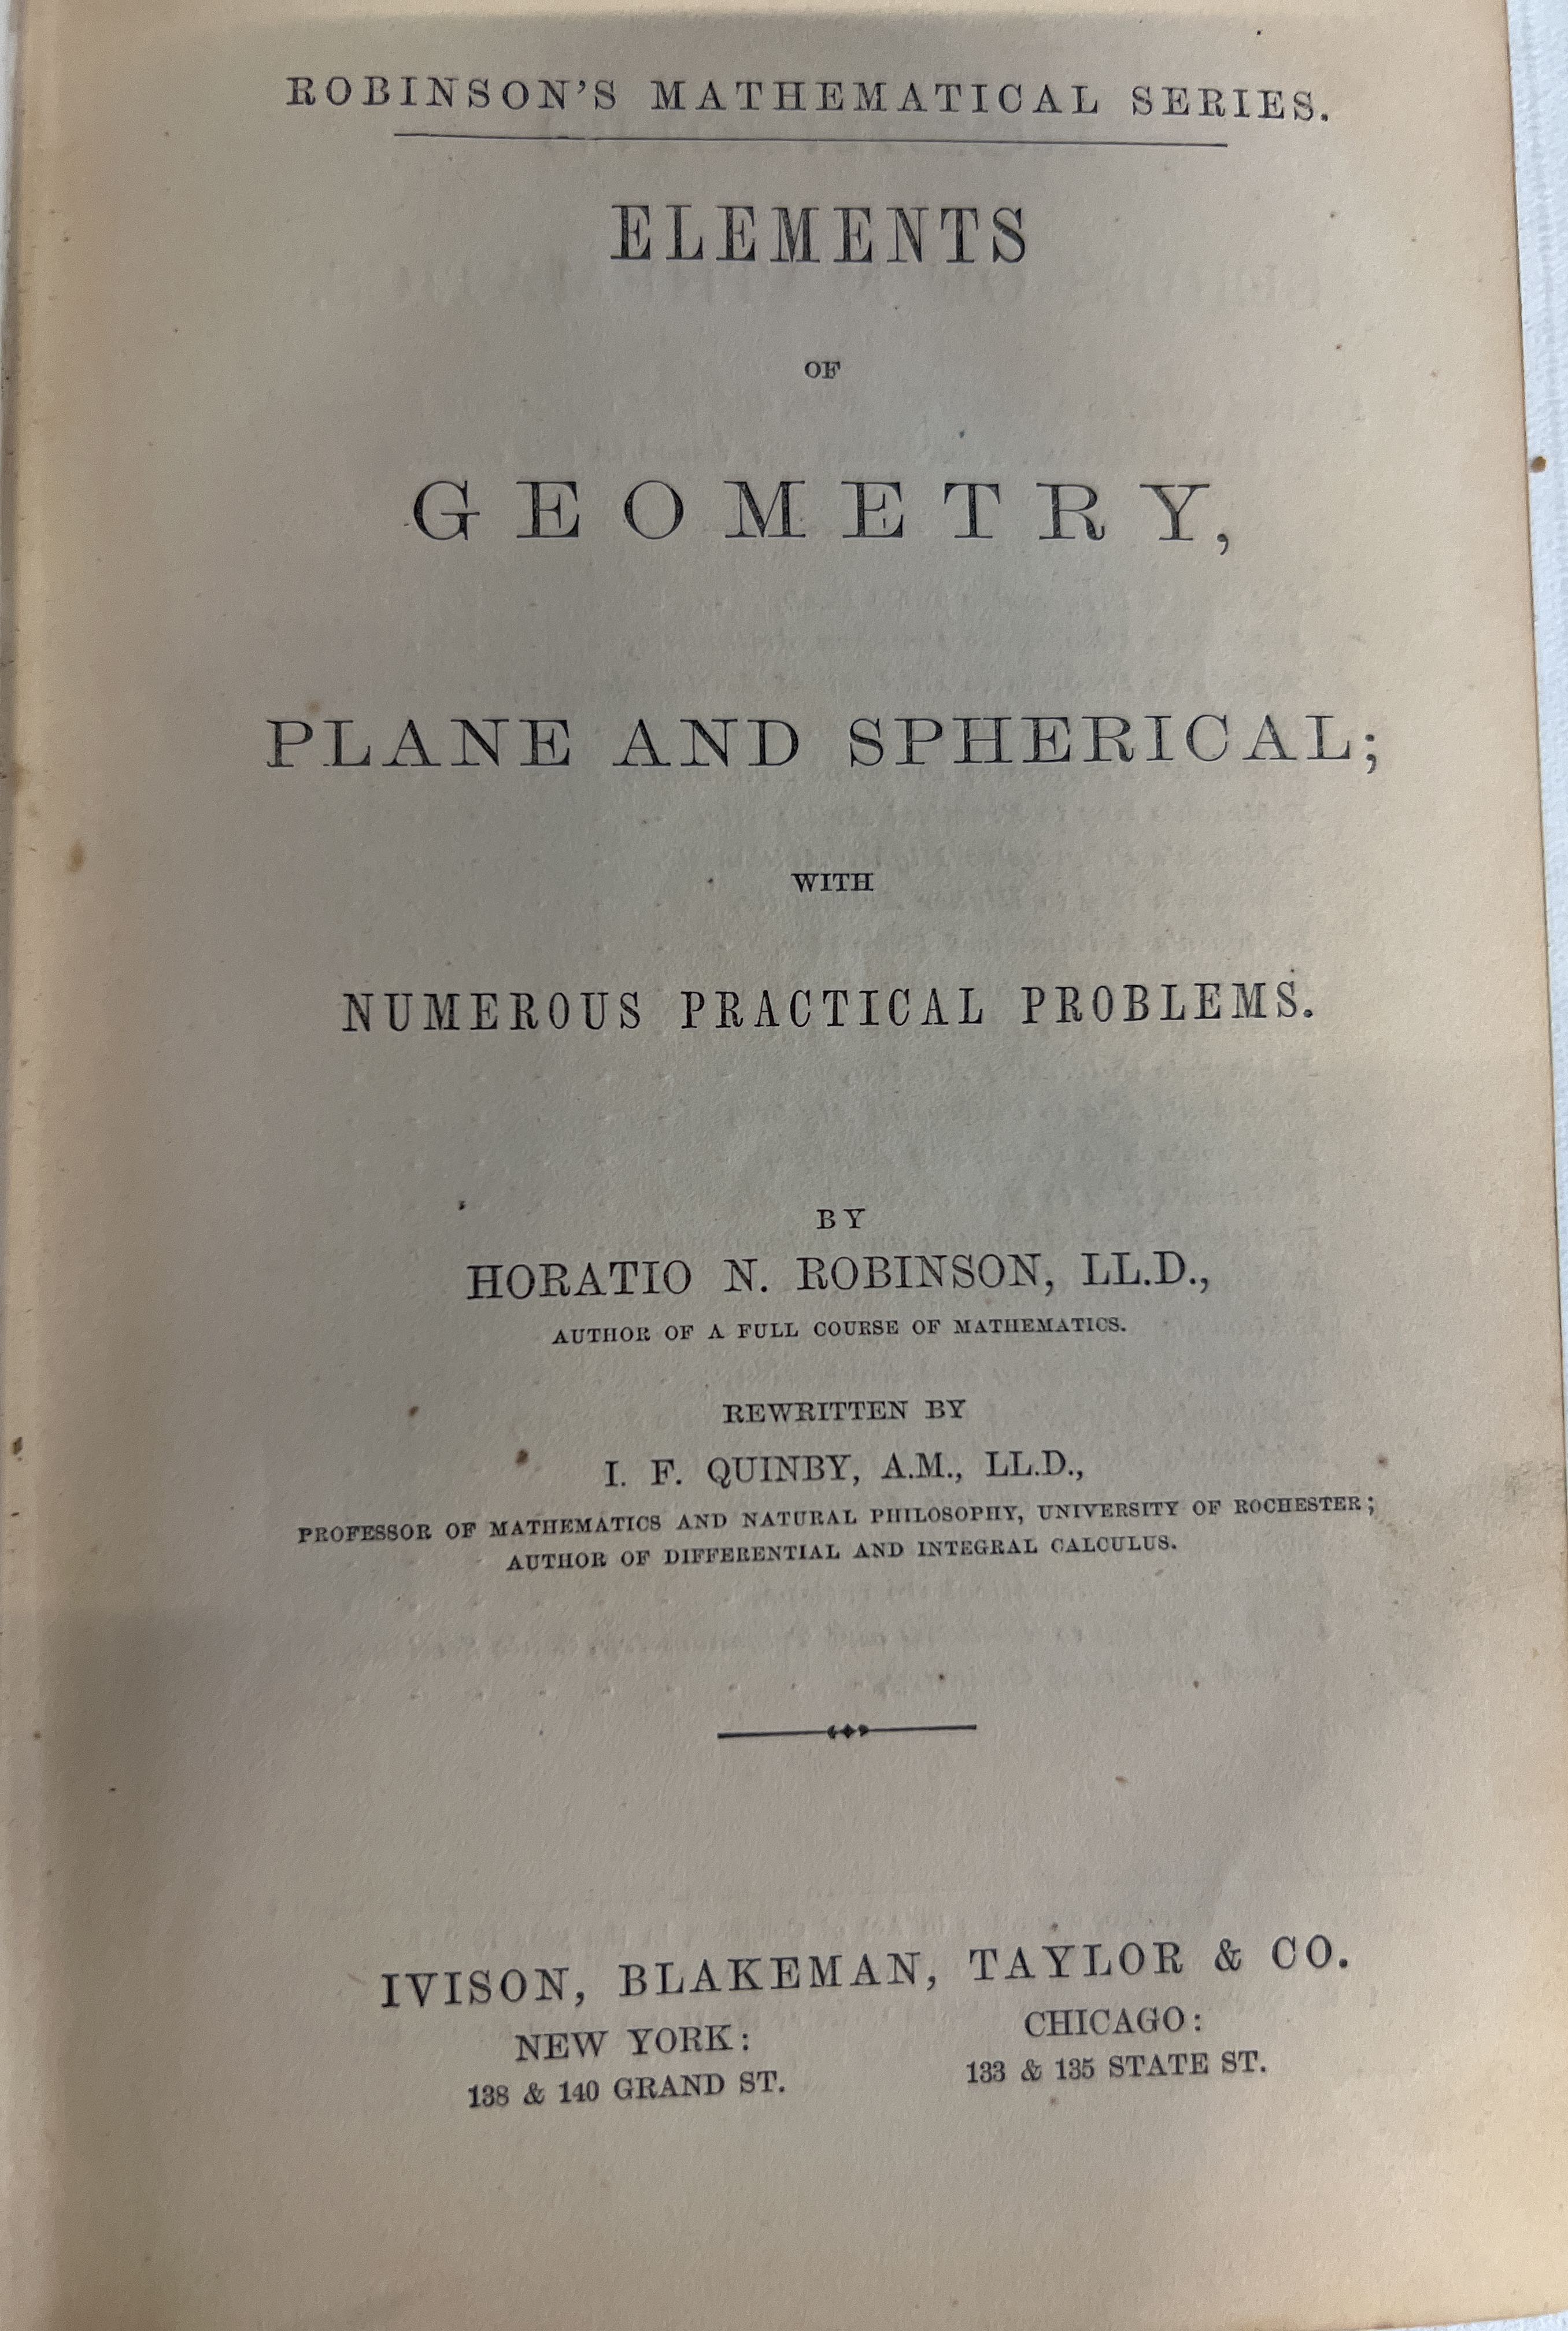 ROBINSON'S MATHEMATICAL SERIES.
ELEMENTS
OF
GEOMETRY,
PLANE AND SPHERICAL;
WITH
NUMEROUS PRACTICAL PROBLEMS.
BY
HORATIO N. ROBINSON, LL.D.,
AUTHOR OF A FULL COURSE OF MATHEMATICS.
REWRITTEN BY
I. F. QUINBY, A.M., LL.D.,
PROFESSOR OF MATHEMATICS AND NATURAL PHILOSOPHY, UNIVERSITY OF ROCHESTER;
AUTHOR OF DIFFERENTIAL AND INTEGRAL CALCULUS.
IVISON, BLAKEMAN, TAYLOR & CO.
NEW YORK: CHICAGO:
138 & 140 GRAND ST. 133 & 135 STATE ST.